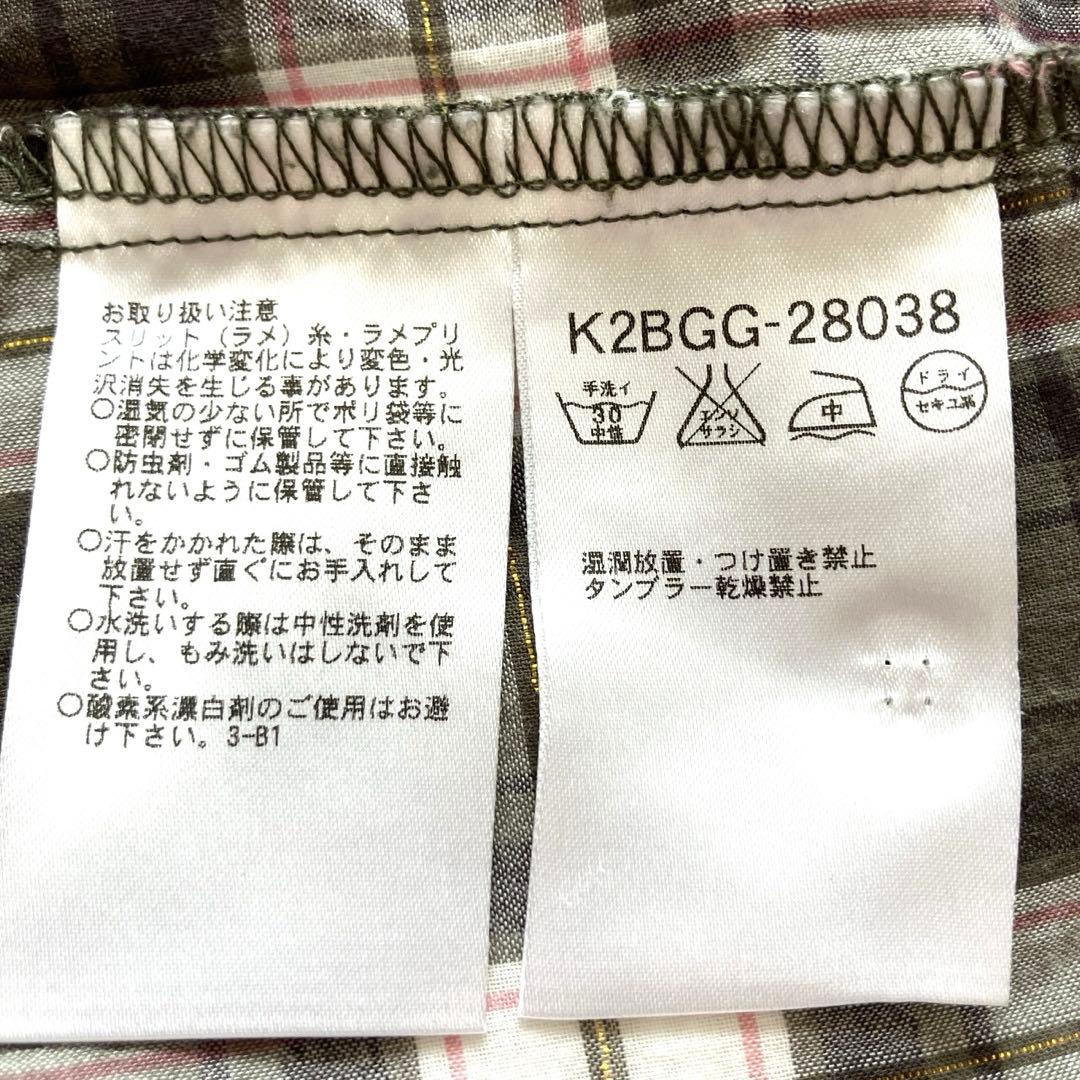 お取り扱い注意
スリット（ラメ）糸・ラメプリ
ントは化学変化により変色・光
沢消失を生じる事があります。
○湿気の少ない所でポリ袋等に
密閉せずに保管して下さい。
○防虫剤・ゴム製品等に直接触
れないように保管して下さ
い。
○汗をかかれた際は、そのまま
放置せず直ぐにお手入れして
下さい。
○水洗いする際は中性洗剤を使
用し、もみ洗いはしないで下
さい。
○酸素系漂白剤のご使用はお避
け下さい。3-B1
K2BGG-28038
手洗イ
30
中性
エンソ
サラシ
中
ドライ
セキユ系
湿潤放置・つけ置き禁止
タンブラー乾燥禁止